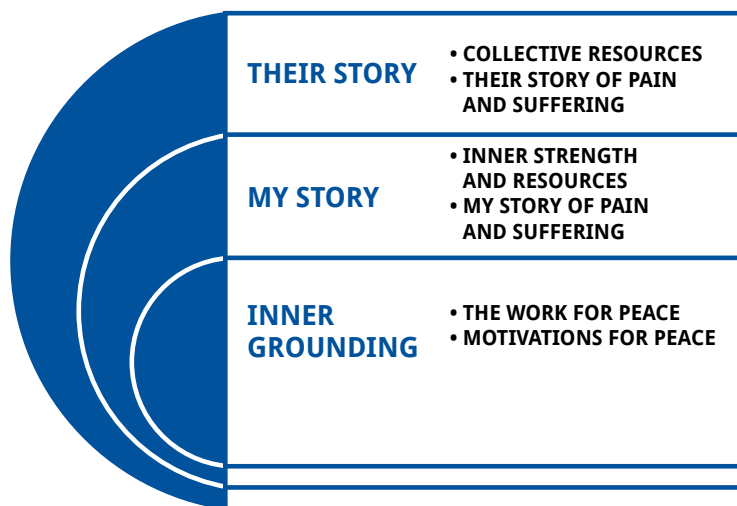 THEIR STORY
• COLLECTIVE RESOURCES
• THEIR STORY OF PAIN
AND SUFFERING
MY STORY
• INNER STRENGTH
AND RESOURCES
• MY STORY OF PAIN
AND SUFFERING
INNER
GROUNDING
• THE WORK FOR PEACE
• MOTIVATIONS FOR PEACE